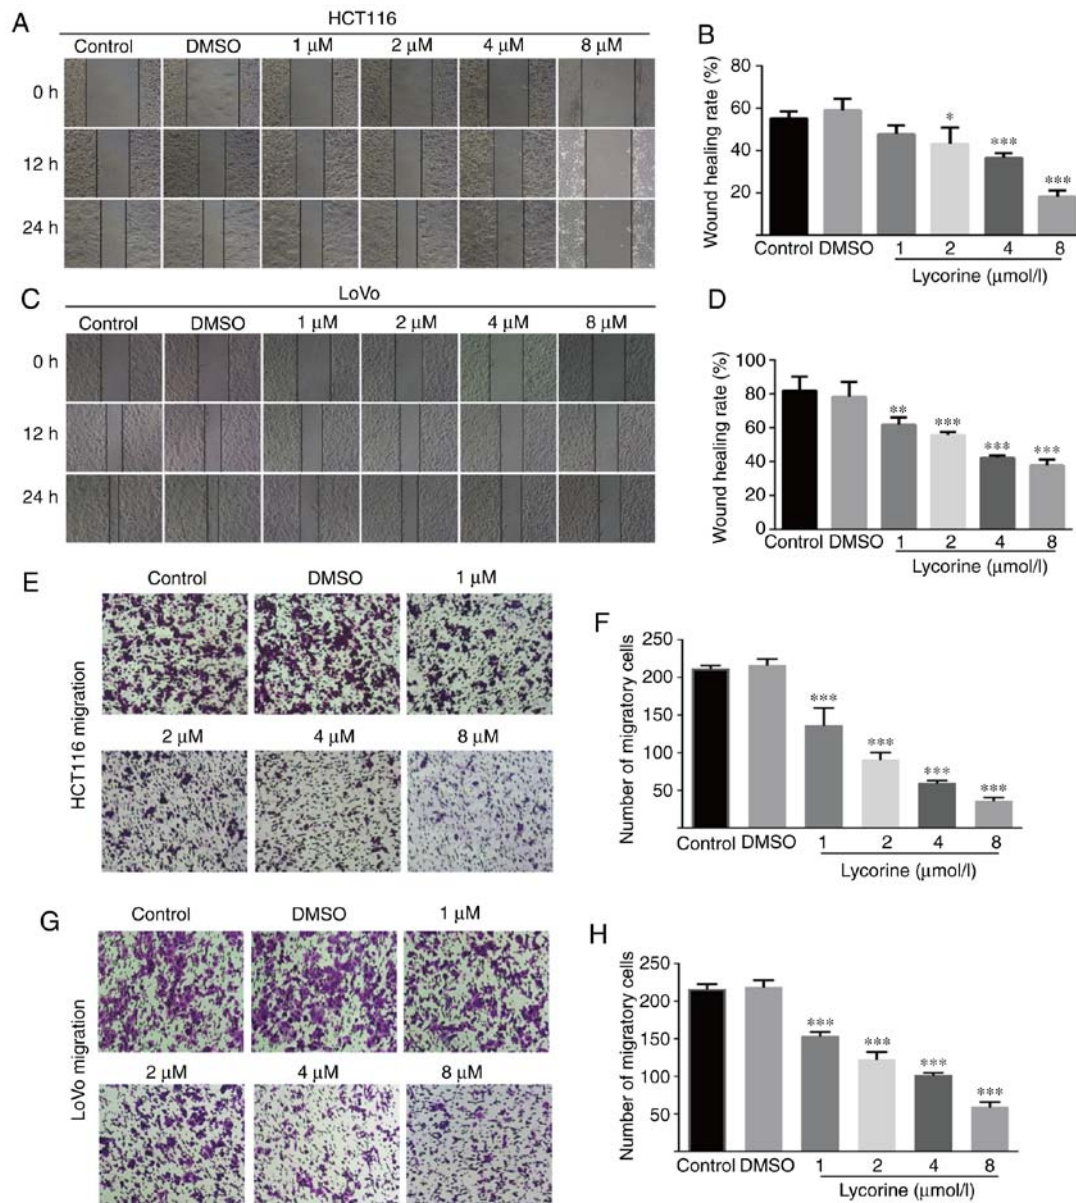 A
HCT116
Control DMSO 1 μM 2 μM 4 μM 8 μM
0 h
12 h
24 h
B
Wound healing rate (%)
80
60
40
20
* *** ***
Control DMSO 1 2 4 8
Lycorine (μmol/l)
C
LoVo
Control DMSO 1 μM 2 μM 4 μM 8 μM
0 h
12 h
24 h
D
Wound healing rate (%)
100
80
60
40
20
0
** *** *** ***
Control DMSO 1 2 4 8
Lycorine (μmol/l)
E
HCT116 migration
Control DMSO 1 μM
2 μM 4 μM 8 μM
F
Number of migratory cells
250
200
150
100
50
*** *** *** ***
Control DMSO 1 2 4 8
Lycorine (μmol/l)
G
LoVo migration
Control DMSO 1 μM
2 μM 4 μM 8 μM
H
Number of migratory cells
250
200
150
100
50
*** *** *** ***
Control DMSO 1 2 4 8
Lycorine (μmol/l)